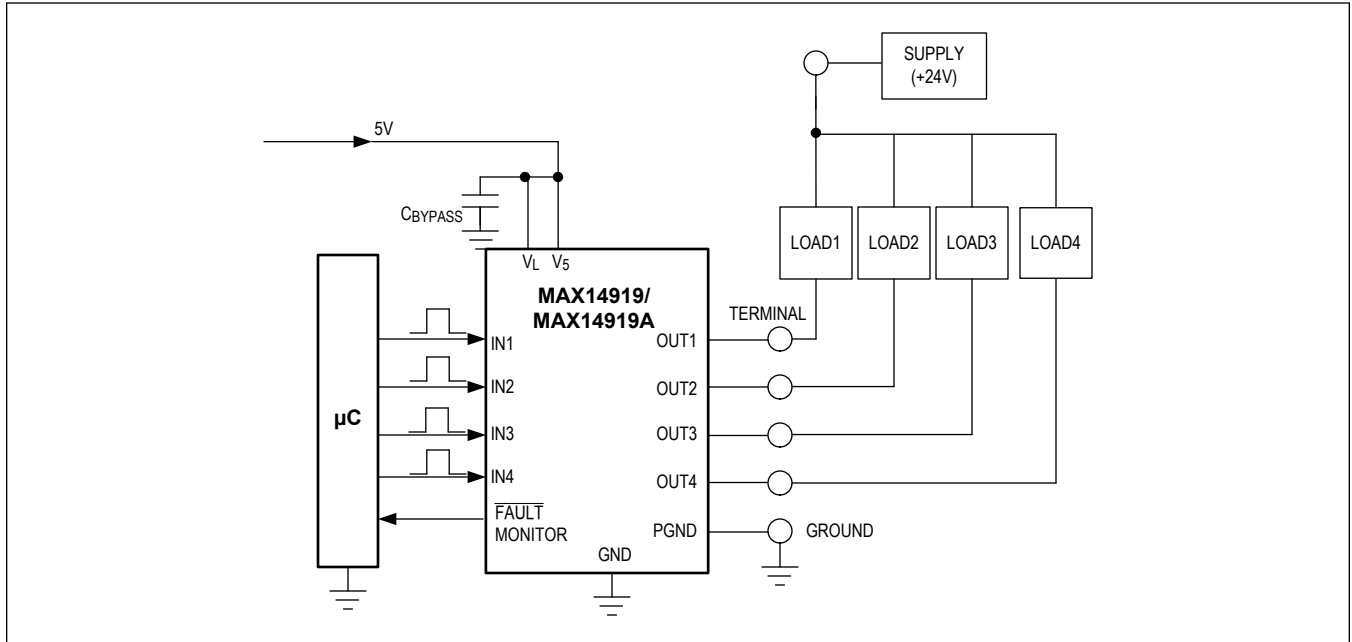 SUPPLY
(+24V)
5V
CBYPASS
VL V5
LOAD1 LOAD2 LOAD3 LOAD4
MAX14919/
MAX14919A
TERMINAL
IN1
OUT1
IN2
OUT2
µC
IN3
OUT3
IN4
OUT4
FAULT
MONITOR
PGND
GROUND
GND